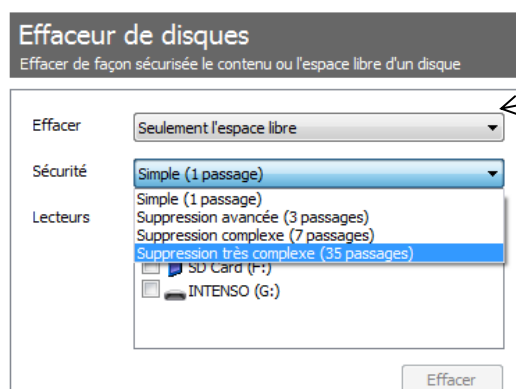 Effaceur de disques
Effacer de façon sécurisée le contenu ou l'espace libre d'un disque
Effacer Seulement l'espace libre
Sécurité Simple (1 passage)
Simple (1 passage)
Lecteurs Suppression avancée (3 passages)
Suppression complexe (7 passages)
Suppression très complexe (35 passages)
SD Card (F:)
INTENSO (G:)
Effacer